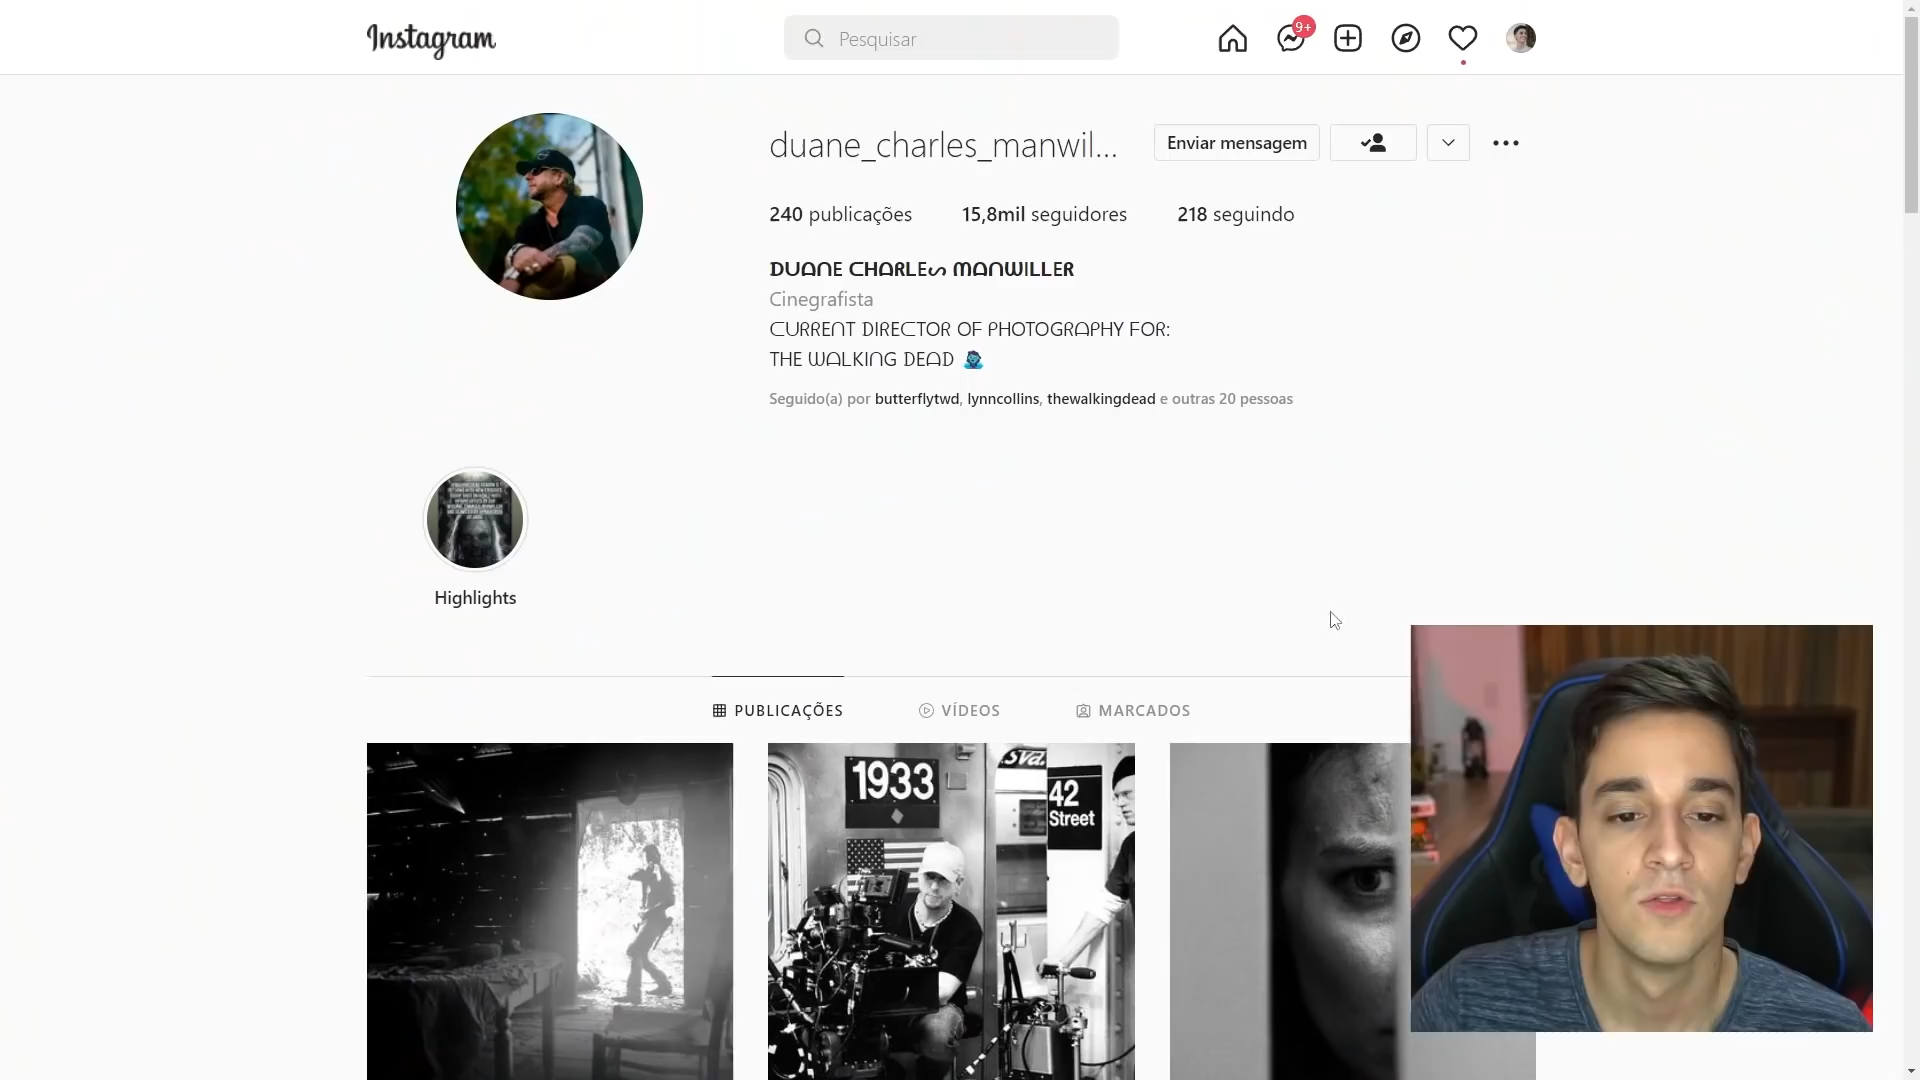 Instagram
Pesquisar
9+
duane_charles_manwil...
Enviar mensagem
240 publicações
15,8mil seguidores
218 seguindo
DUANE CHARLES MANWILLER
Cinegrafista
CURRENT DIRECTOR OF PHOTOGRAPHY FOR:
THE WALKING DEAD
Seguido(a) por butterflytwd, lynncollins, thewalkingdead e outras 20 pessoas
Highlights
PUBLICAÇÕES
VÍDEOS
MARCADOS
1933
SVd.
42
Street